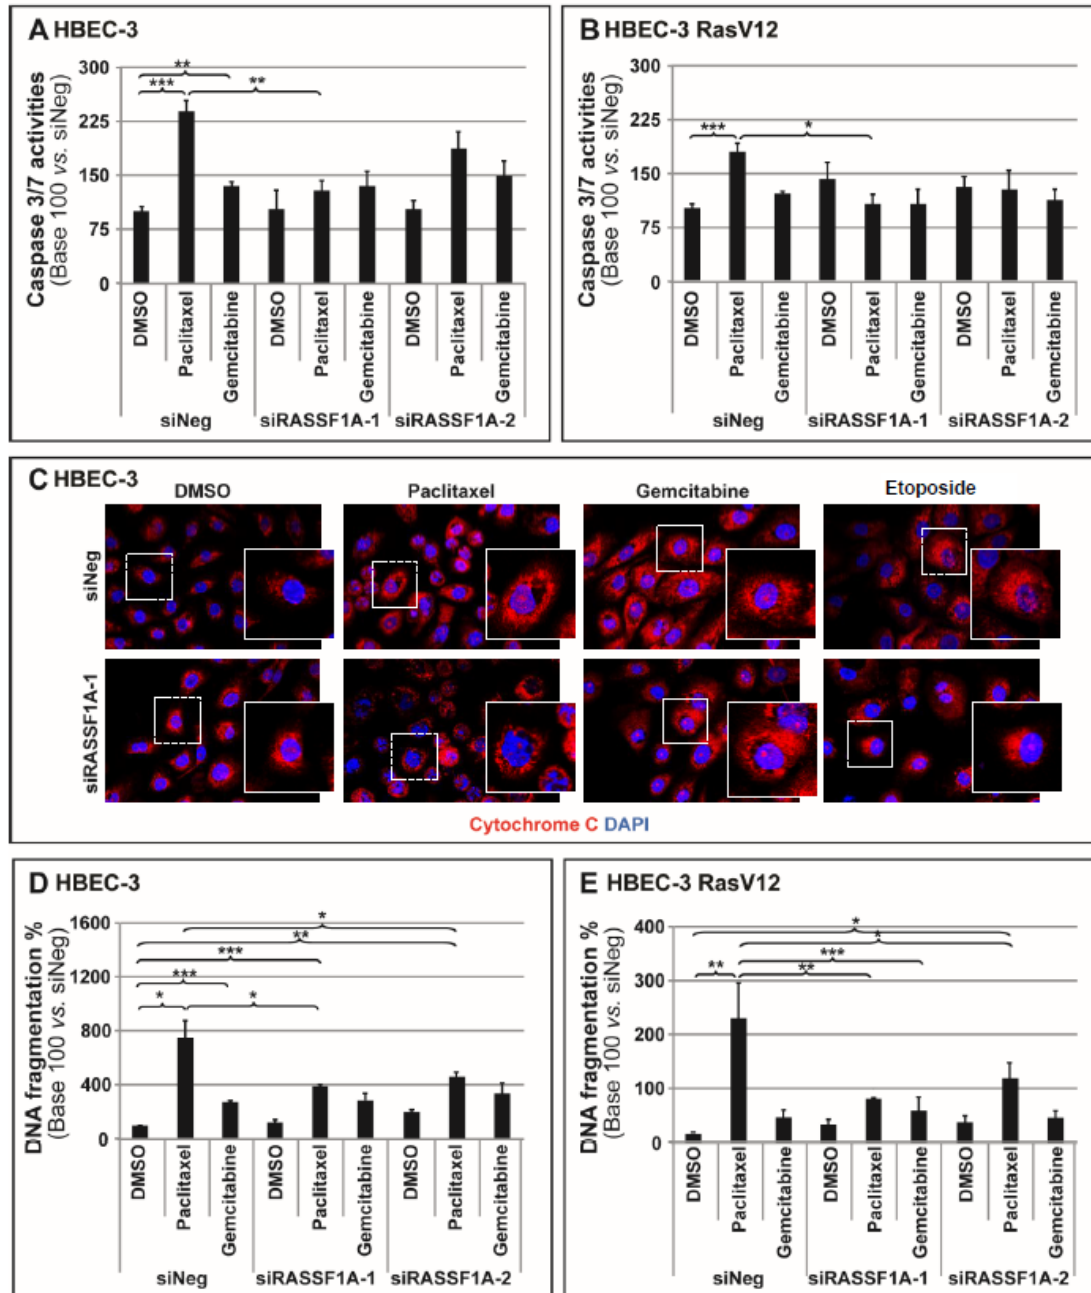 A HBEC-3
Caspase 3/7 activities
(Base 100 vs. siNeg)
300
225
150
75
0
**
***
**
DMSO
Paclitaxel
Gemcitabine
DMSO
Paclitaxel
Gemcitabine
DMSO
Paclitaxel
Gemcitabine
siNeg
siRASSF1A-1
siRASSF1A-2
B HBEC-3 RasV12
Caspase 3/7 activities
(Base 100 vs. siNeg)
300
225
150
75
0
***
*
DMSO
Paclitaxel
Gemcitabine
DMSO
Paclitaxel
Gemcitabine
DMSO
Paclitaxel
Gemcitabine
siNeg
siRASSF1A-1
siRASSF1A-2
C HBEC-3
DMSO
Paclitaxel
Gemcitabine
Etoposide
siNeg
siRASSF1A-1
Cytochrome C DAPI
D HBEC-3
DNA fragmentation %
(Base 100 vs. siNeg)
1600
1200
800
400
0
*
**
***
***
*
*
DMSO
Paclitaxel
Gemcitabine
DMSO
Paclitaxel
Gemcitabine
DMSO
Paclitaxel
Gemcitabine
siNeg
siRASSF1A-1
siRASSF1A-2
E HBEC-3 RasV12
DNA fragmentation %
(Base 100 vs. siNeg)
400
300
200
100
0
*
*
***
**
**
DMSO
Paclitaxel
Gemcitabine
DMSO
Paclitaxel
Gemcitabine
DMSO
Paclitaxel
Gemcitabine
siNeg
siRASSF1A-1
siRASSF1A-2